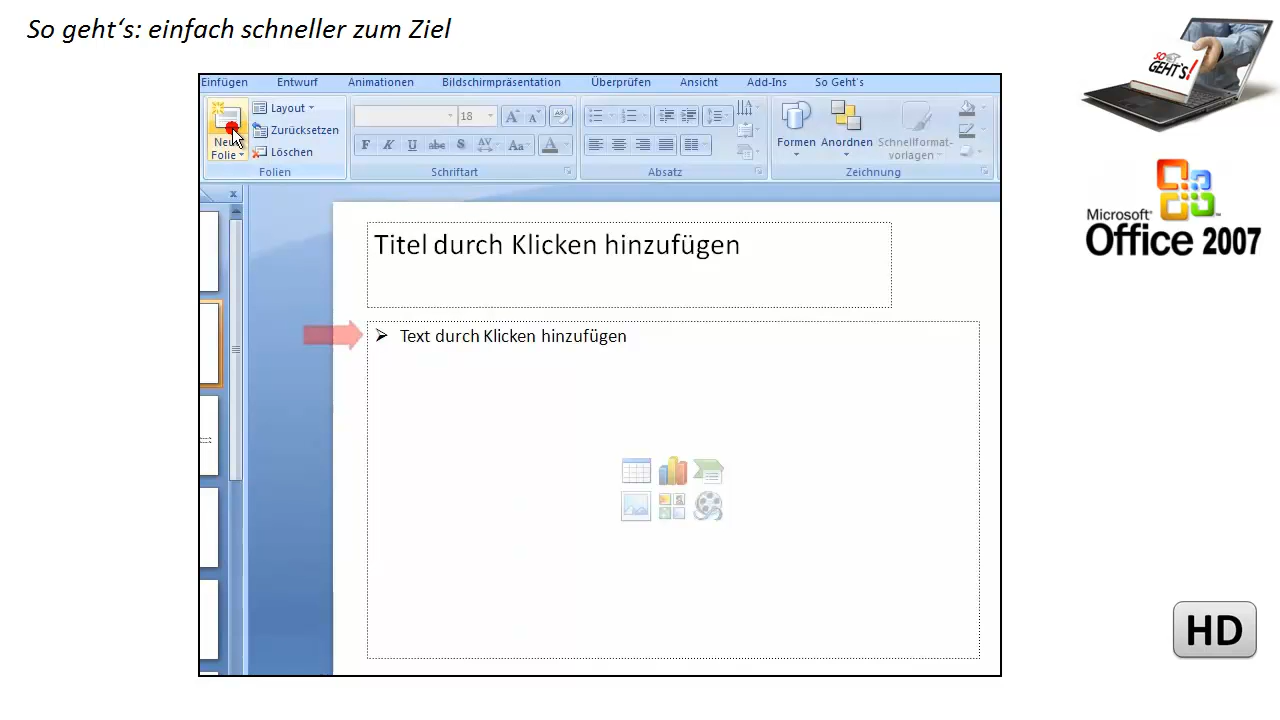 So geht‘s: einfach schneller zum Ziel
SO
GEHT`S!
Einfügen Entwurf Animationen Bildschirmpräsentation Überprüfen Ansicht Add-Ins So Geht's
Layout
18
Zurücksetzen
Neue
Folie
Löschen
F K U abc S AV Aa A
Formen Anordnen Schnellformat-
vorlagen
Folien Schriftart Absatz Zeichnung
Titel durch Klicken hinzufügen
Text durch Klicken hinzufügen
Microsoft®
Office 2007
HD